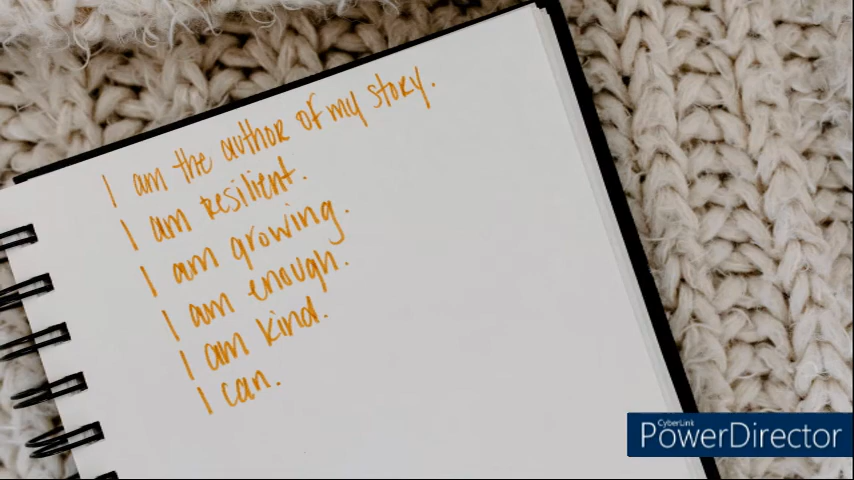 I am the author of my story.
I am resilient.
I am growing.
I am enough.
I am kind.
I can.
CyberLink
PowerDirector